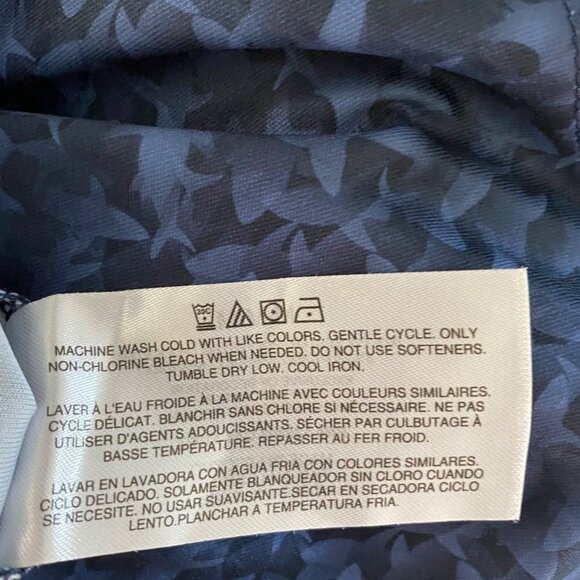 30C
MACHINE WASH COLD WITH LIKE COLORS. GENTLE CYCLE. ONLY
NON-CHLORINE BLEACH WHEN NEEDED. DO NOT USE SOFTENERS.
TUMBLE DRY LOW. COOL IRON.
LAVER À L'EAU FROIDE À LA MACHINE AVEC COULEURS SIMILAIRES.
CYCLE DÉLICAT. BLANCHIR SANS CHLORE SI NÉCESSAIRE. NE PAS
UTILISER D'AGENTS ADOUCISSANTS. SÉCHER PAR CULBUTAGE À
BASSE TEMPÉRATURE. REPASSER AU FER FROID.
LAVAR EN LAVADORA CON AGUA FRIA CON COLORES SIMILARES.
CICLO DELICADO. SOLAMENTE BLANQUEADOR SIN CLORO CUANDO
SE NECESITE. NO USAR SUAVISANTE.SECAR EN SECADORA CICLO
LENTO.PLANCHAR A TEMPERATURA FRIA.